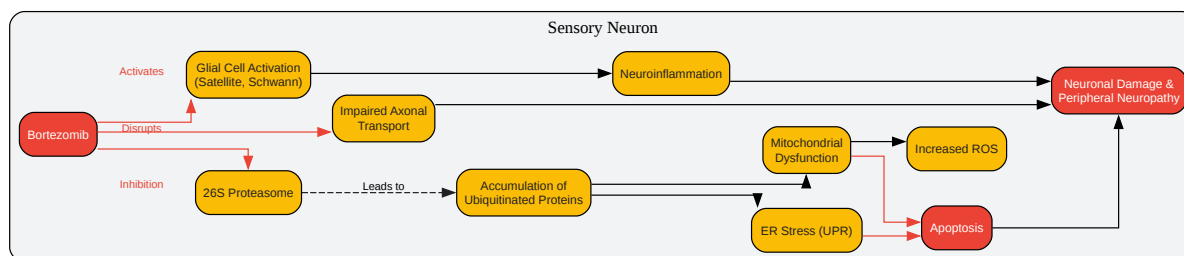 Sensory Neuron
Activates
Glial Cell Activation
(Satellite, Schwann)
Neuroinflammation
Neuronal Damage &
Peripheral Neuropathy
Bortezomib
Disrupts
Impaired Axonal
Transport
Mitochondrial
Dysfunction
Increased ROS
Inhibition
26S Proteasome
Leads to
Accumulation of
Ubiquitinated Proteins
ER Stress (UPR)
Apoptosis